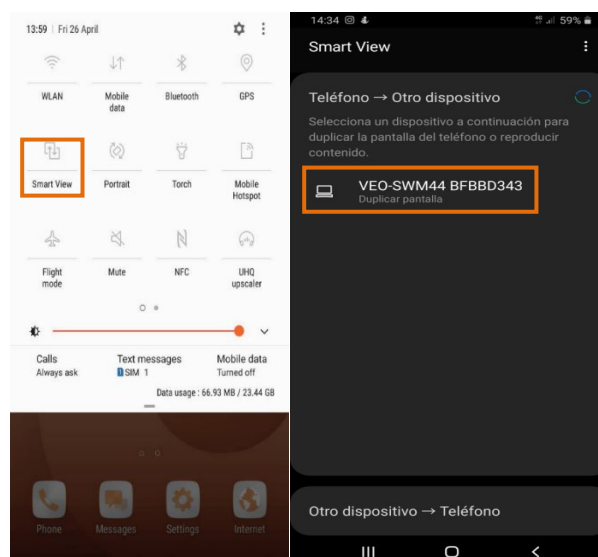 13:59 Fri 26 April
WLAN
Mobile
data
Bluetooth
GPS
Smart View
Portrait
Torch
Mobile
Hotspot
Flight
mode
Mute
NFC
UHQ
upscaler
Calls
Always ask
Text messages
SIM 1
Mobile data
Turned off
Data usage : 66.93 MB / 23.44 GB
Phone
Messages
Settings
Internet
14:34
59%
Smart View
Teléfono → Otro dispositivo
Selecciona un dispositivo a continuación para
duplicar la pantalla del teléfono o reproducir
contenido.
VEO-SWM44 BFBBD343
Duplicar pantalla
Otro dispositivo → Teléfono